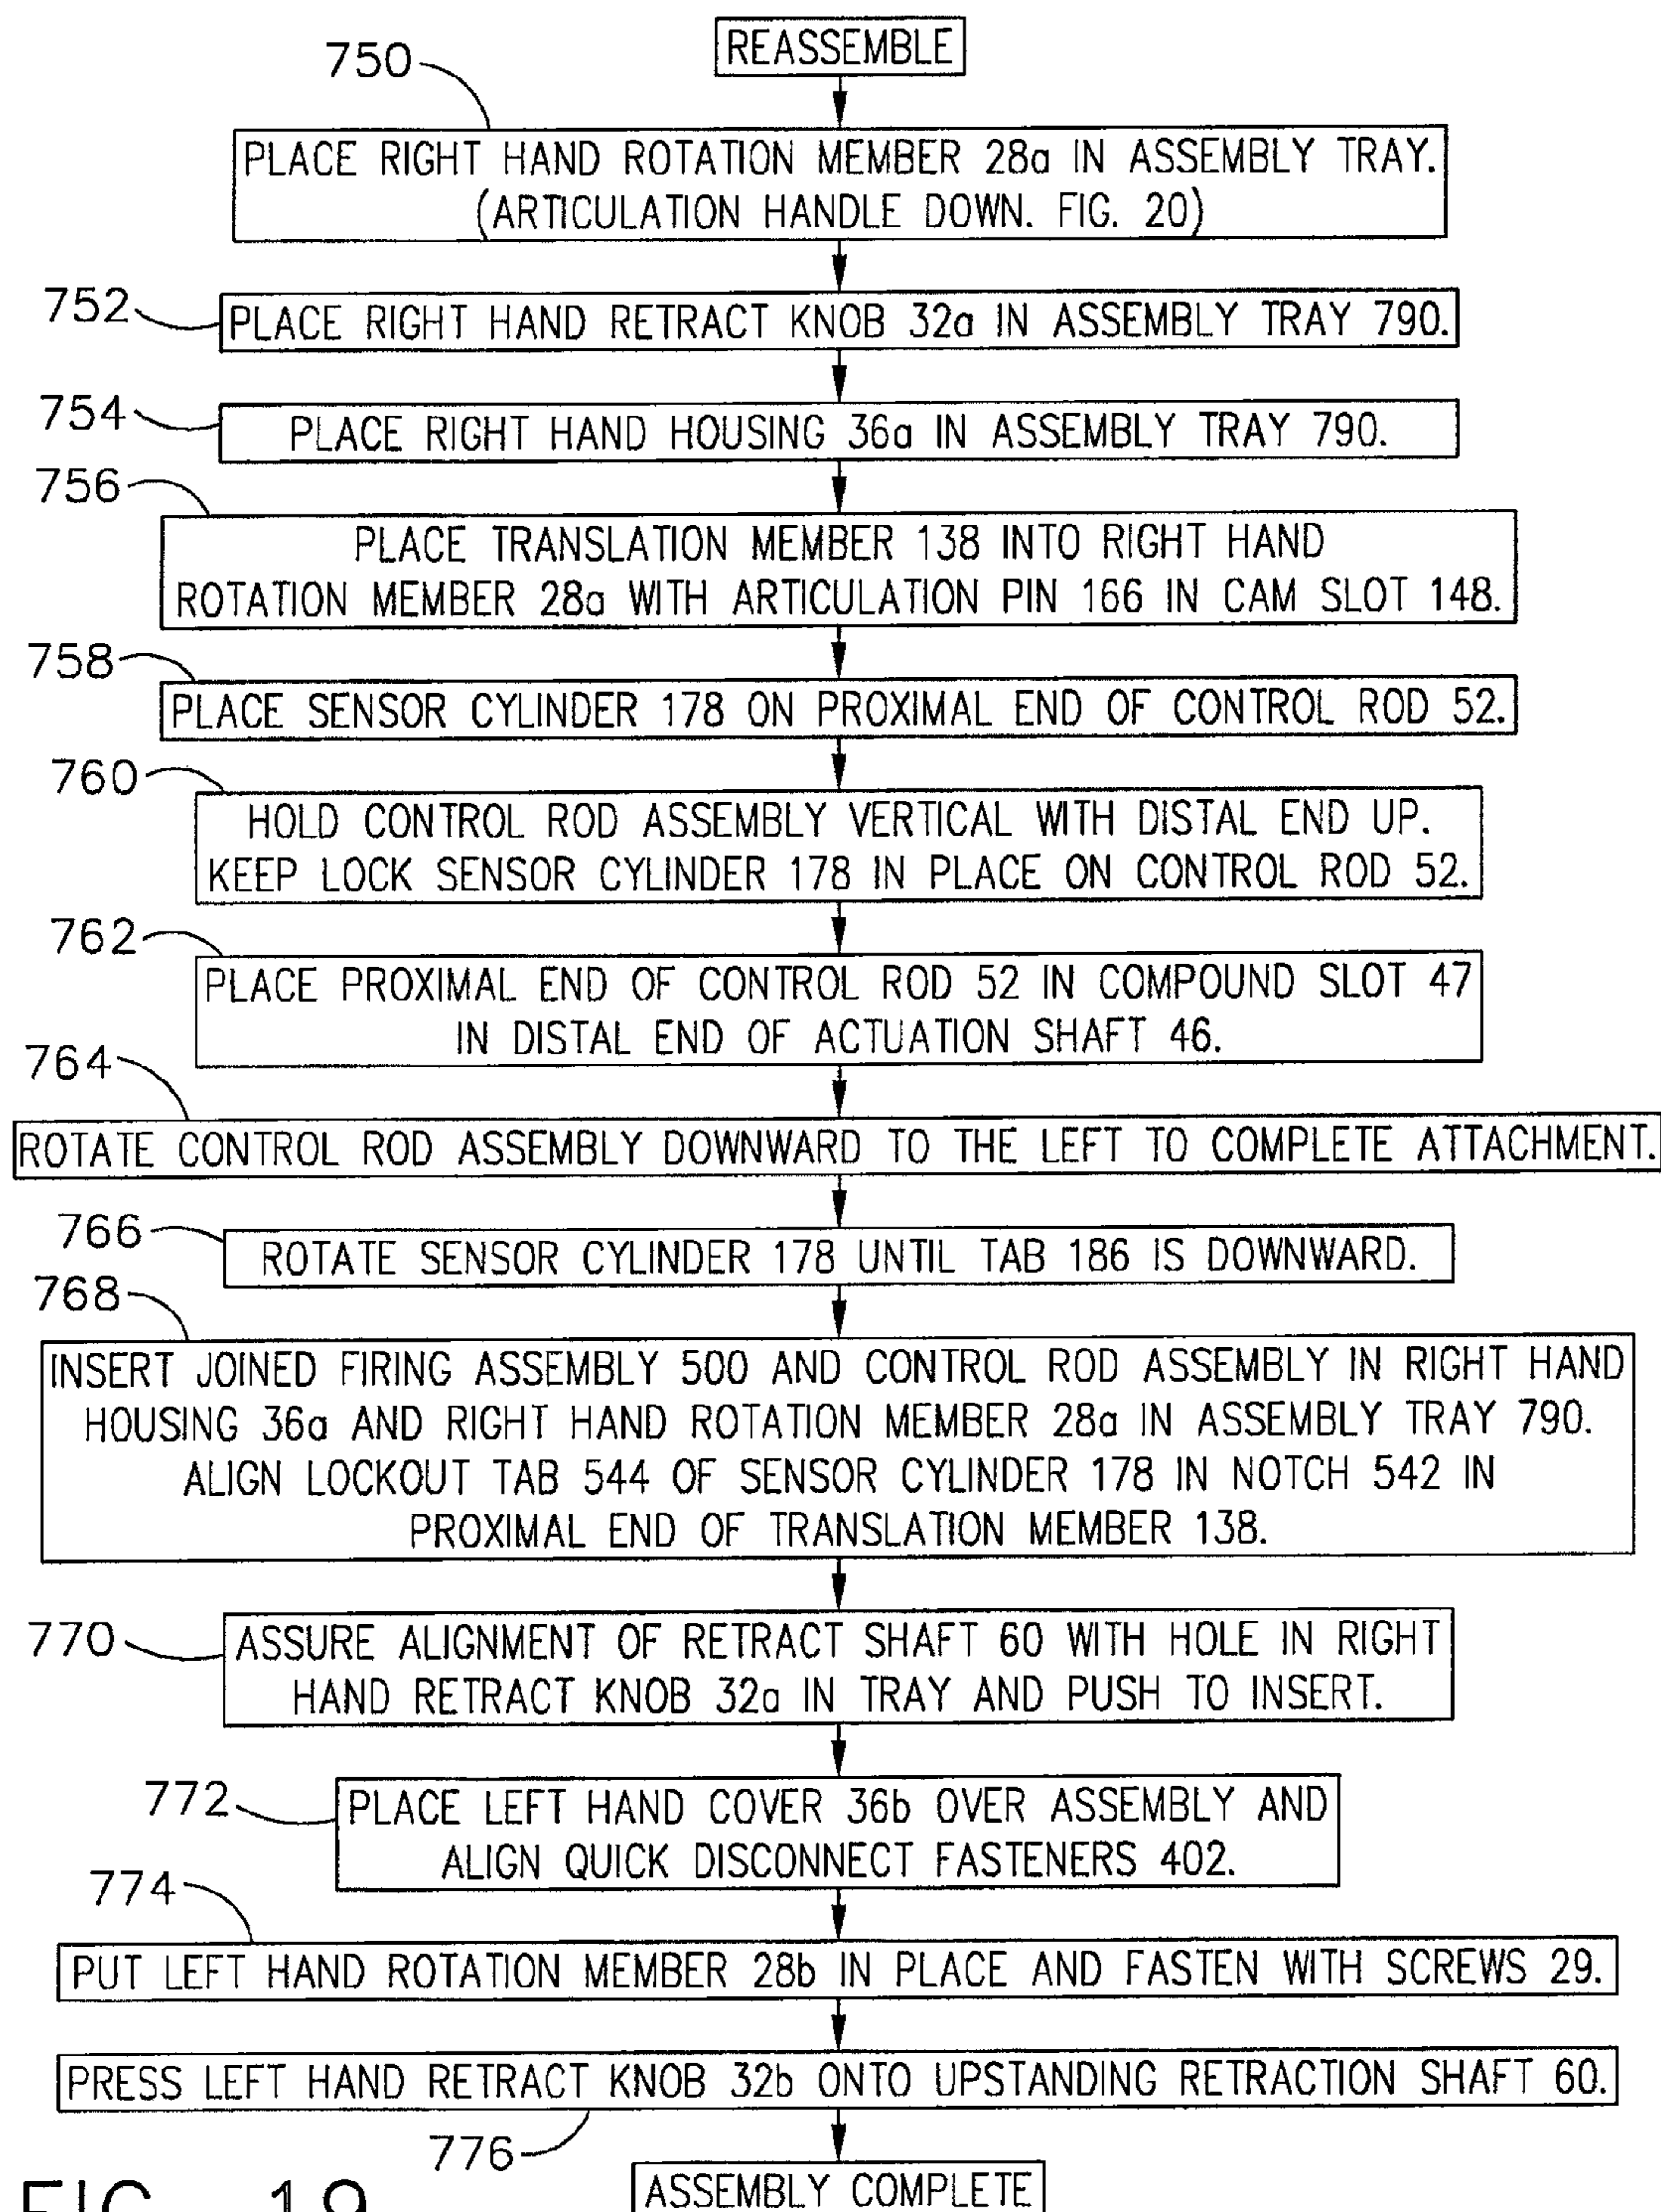 REASSEMBLE
750
PLACE RIGHT HAND ROTATION MEMBER 28a IN ASSEMBLY TRAY.
(ARTICULATION HANDLE DOWN. FIG. 20)
752
PLACE RIGHT HAND RETRACT KNOB 32a IN ASSEMBLY TRAY 790.
754
PLACE RIGHT HAND HOUSING 36a IN ASSEMBLY TRAY 790.
756
PLACE TRANSLATION MEMBER 138 INTO RIGHT HAND
ROTATION MEMBER 28a WITH ARTICULATION PIN 166 IN CAM SLOT 148.
758
PLACE SENSOR CYLINDER 178 ON PROXIMAL END OF CONTROL ROD 52.
760
HOLD CONTROL ROD ASSEMBLY VERTICAL WITH DISTAL END UP.
KEEP LOCK SENSOR CYLINDER 178 IN PLACE ON CONTROL ROD 52.
762
PLACE PROXIMAL END OF CONTROL ROD 52 IN COMPOUND SLOT 47
IN DISTAL END OF ACTUATION SHAFT 46.
764
ROTATE CONTROL ROD ASSEMBLY DOWNWARD TO THE LEFT TO COMPLETE ATTACHMENT.
766
ROTATE SENSOR CYLINDER 178 UNTIL TAB 186 IS DOWNWARD.
768
INSERT JOINED FIRING ASSEMBLY 500 AND CONTROL ROD ASSEMBLY IN RIGHT HAND
HOUSING 36a AND RIGHT HAND ROTATION MEMBER 28a IN ASSEMBLY TRAY 790.
ALIGN LOCKOUT TAB 544 OF SENSOR CYLINDER 178 IN NOTCH 542 IN
PROXIMAL END OF TRANSLATION MEMBER 138.
770
ASSURE ALIGNMENT OF RETRACT SHAFT 60 WITH HOLE IN RIGHT
HAND RETRACT KNOB 32a IN TRAY AND PUSH TO INSERT.
772
PLACE LEFT HAND COVER 36b OVER ASSEMBLY AND
ALIGN QUICK DISCONNECT FASTENERS 402.
774
PUT LEFT HAND ROTATION MEMBER 28b IN PLACE AND FASTEN WITH SCREWS 29.
PRESS LEFT HAND RETRACT KNOB 32b ONTO UPSTANDING RETRACTION SHAFT 60.
776
ASSEMBLY COMPLETE
FIG. 19